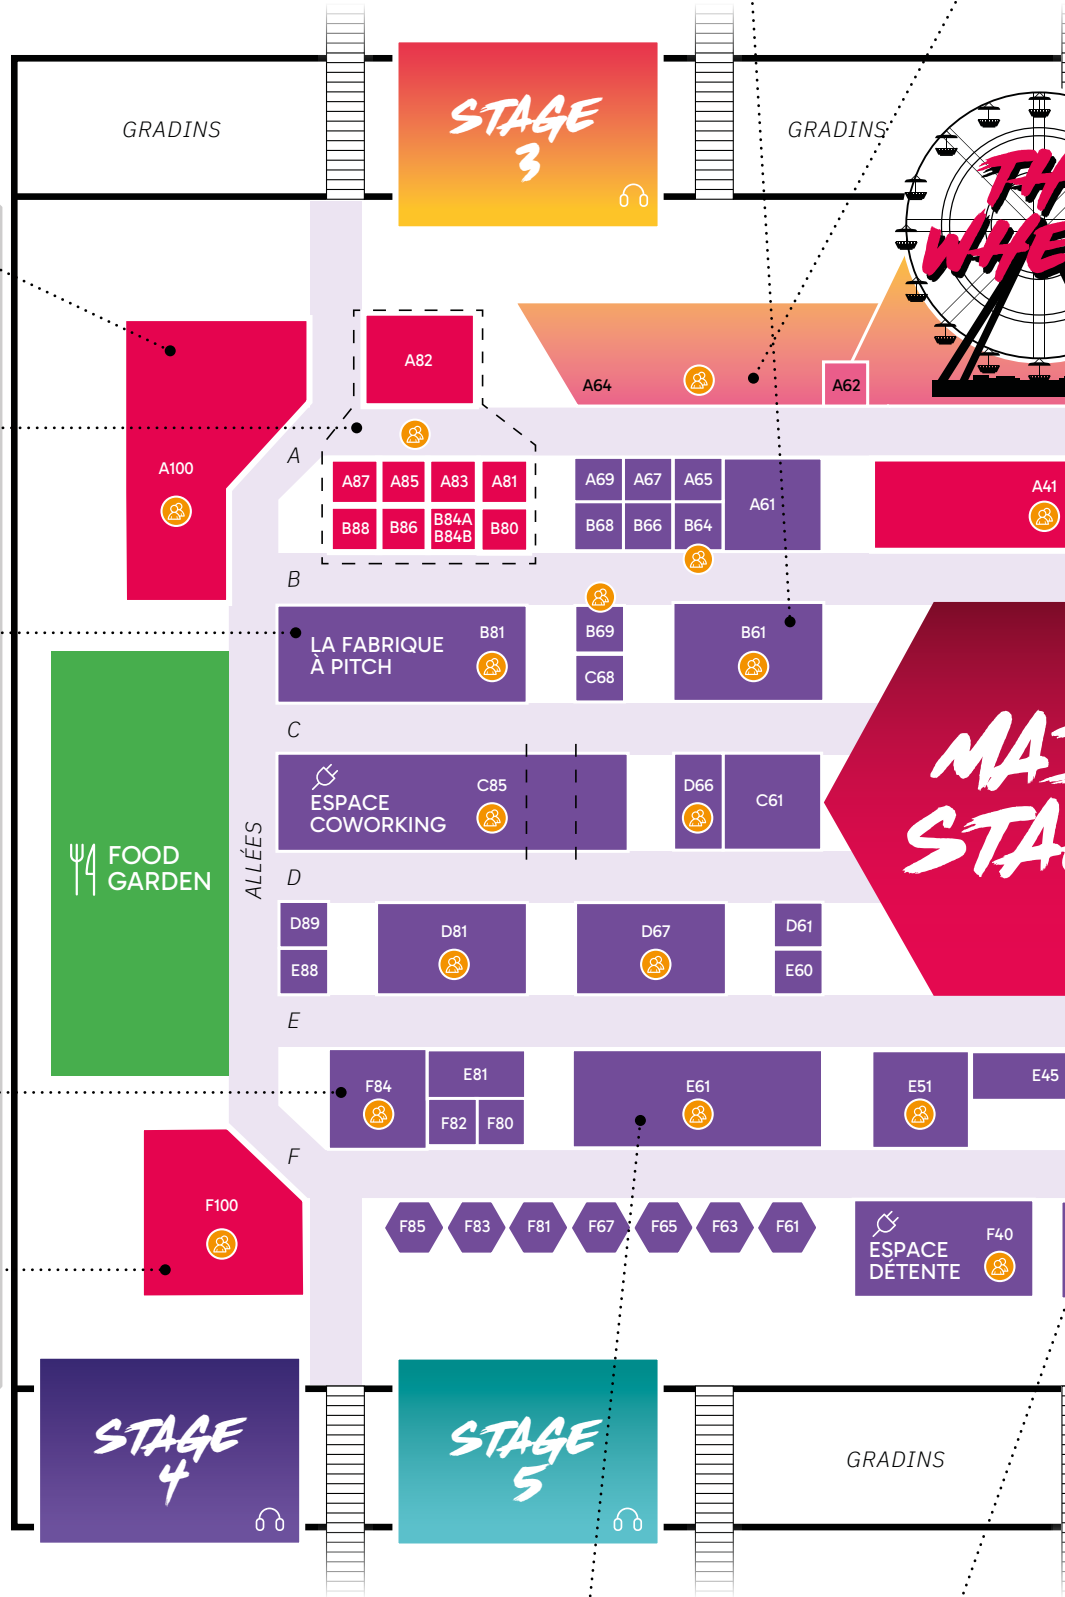 STAGE
3
GRADINS
GRADINS
A82
A64
A62
A100
A
A87
A85
A83
A81
B88
B86
B84A
B84B
B80
A69
A67
A65
A61
B68
B66
B64
A41
B
LA FABRIQUE
À PITCH
B81
B69
C68
B61
C
ESPACE
COWORKING
C85
D66
C61
FOOD
GARDEN
ALLÉES
D
D89
E88
D81
D67
D61
E60
E
F84
E81
F82
F80
E61
E51
E45
F
F100
F85
F83
F81
F67
F65
F63
F61
ESPACE
DÉTENTE
F40
STAGE
4
STAGE
5
GRADINS